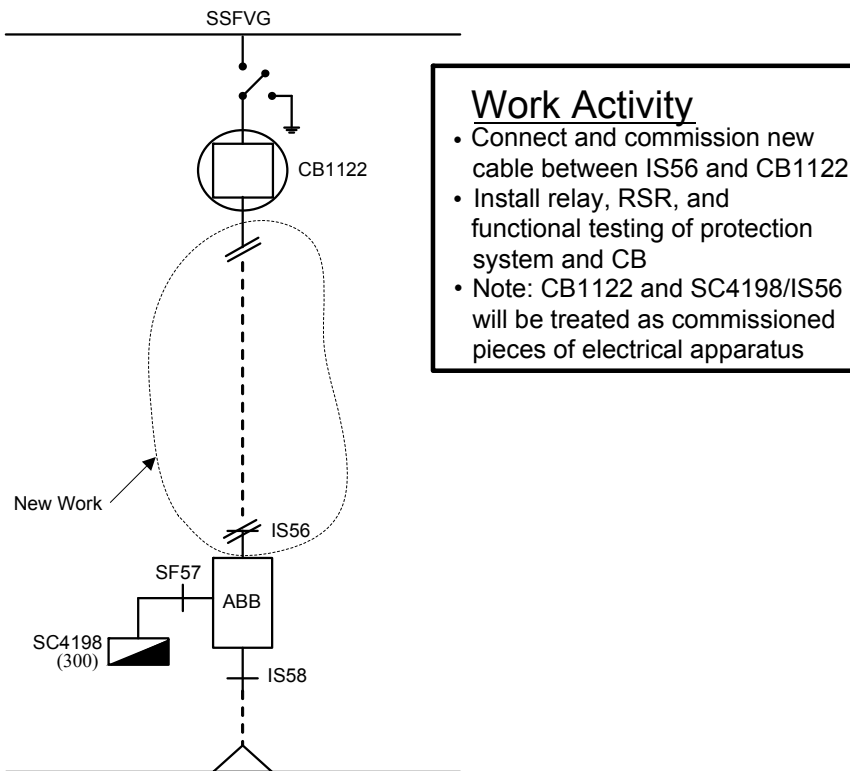 SSFVG
CB1122
Work Activity
• Connect and commission new
cable between IS56 and CB1122
• Install relay, RSR, and
functional testing of protection
system and CB
• Note: CB1122 and SC4198/IS56
will be treated as commissioned
pieces of electrical apparatus
New Work
IS56
SF57
ABB
SC4198
(300)
IS58